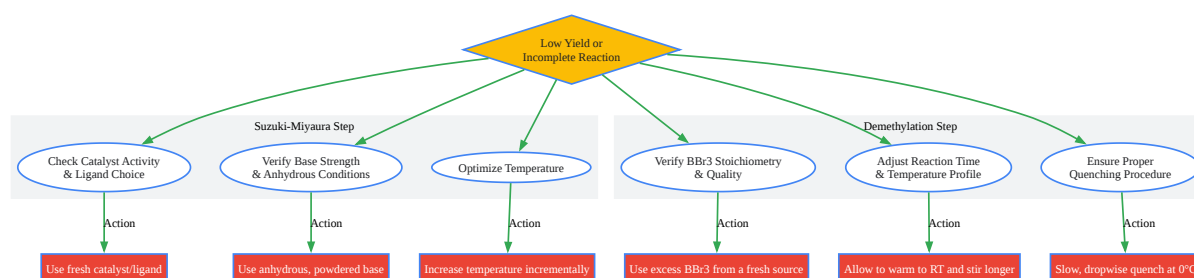 Low Yield or
Incomplete Reaction
Suzuki-Miyaura Step
Demethylation Step
Check Catalyst Activity
& Ligand Choice
Verify Base Strength
& Anhydrous Conditions
Optimize Temperature
Verify BBr3 Stoichiometry
& Quality
Adjust Reaction Time
& Temperature Profile
Ensure Proper
Quenching Procedure
Action
Action
Action
Action
Action
Action
Use fresh catalyst/ligand
Use anhydrous, powdered base
Increase temperature incrementally
Use excess BBr3 from a fresh source
Allow to warm to RT and stir longer
Slow, dropwise quench at 0°C